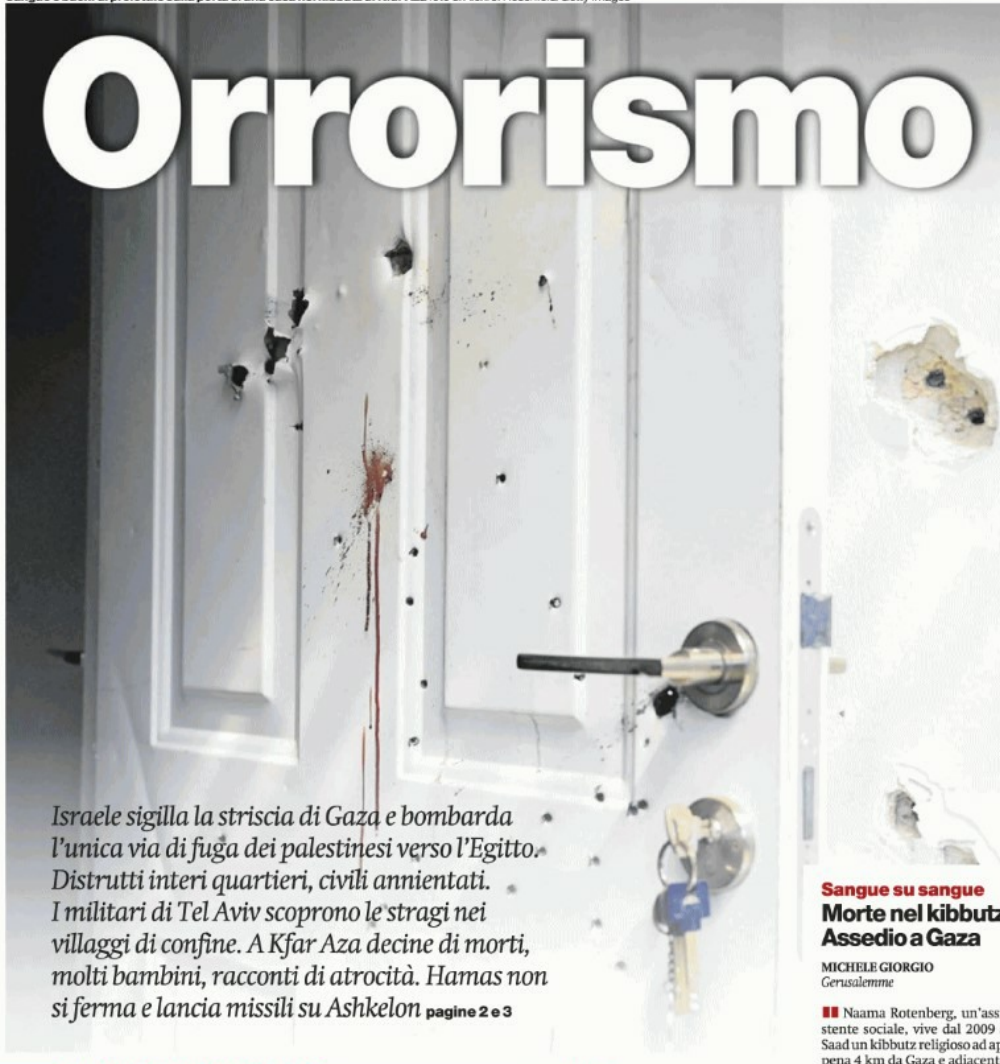 Orrorismo
Israele sigilla la striscia di Gaza e bombarda
l'unica via di fuga dei palestinesi verso l'Egitto.
Distrutti interi quartieri, civili annientati.
I militari di Tel Aviv scoprono le stragi nei
villaggi di confine. A Kfar Aza decine di morti,
molti bambini, racconti di atrocità. Hamas non
si ferma e lancia missili su Ashkelon pagine 2 e 3
Sangue su sangue
Morte nel kibbutz
Assedio a Gaza
MICHELE GIORGIO
Gerusalemme
Naama Rotenberg, un'assi
stente sociale, vive dal 2009
Saad un kibbutz religioso ad ap
pena 4 km da Gaza e adiacent